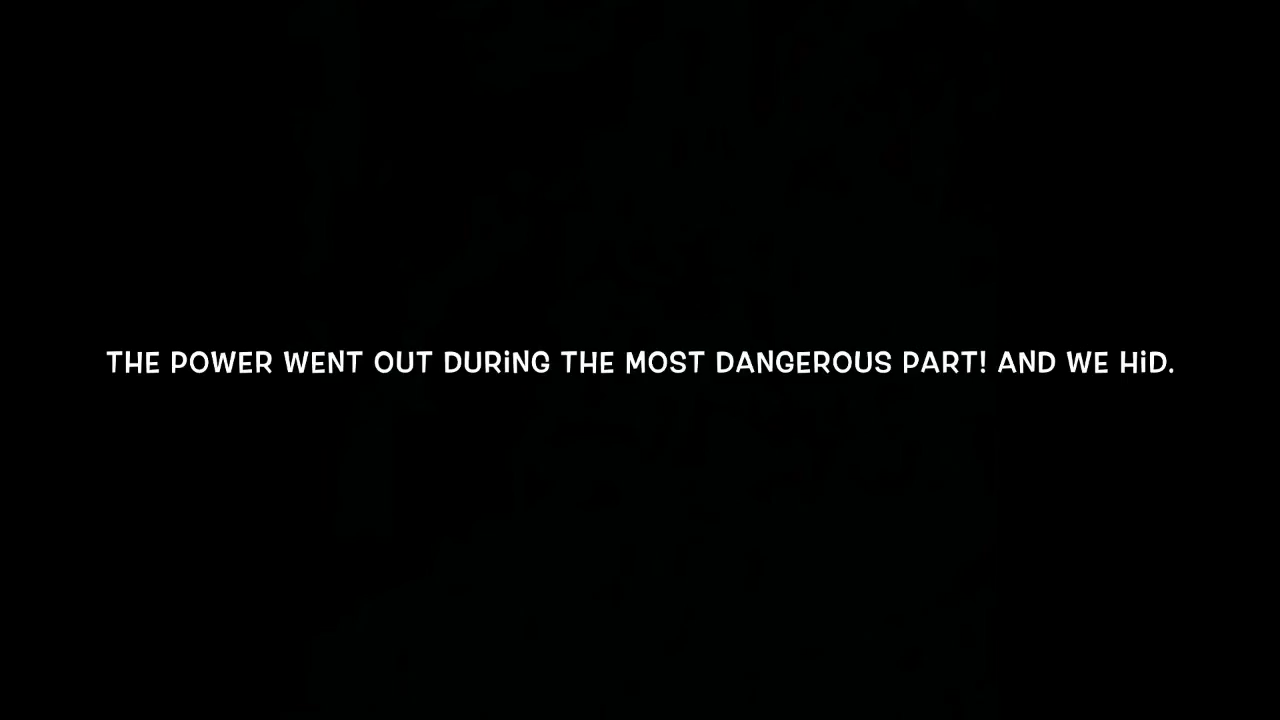 THE POWER WENT OUT DURiNG THE MOST DANGEROUS PART! AND WE HiD.